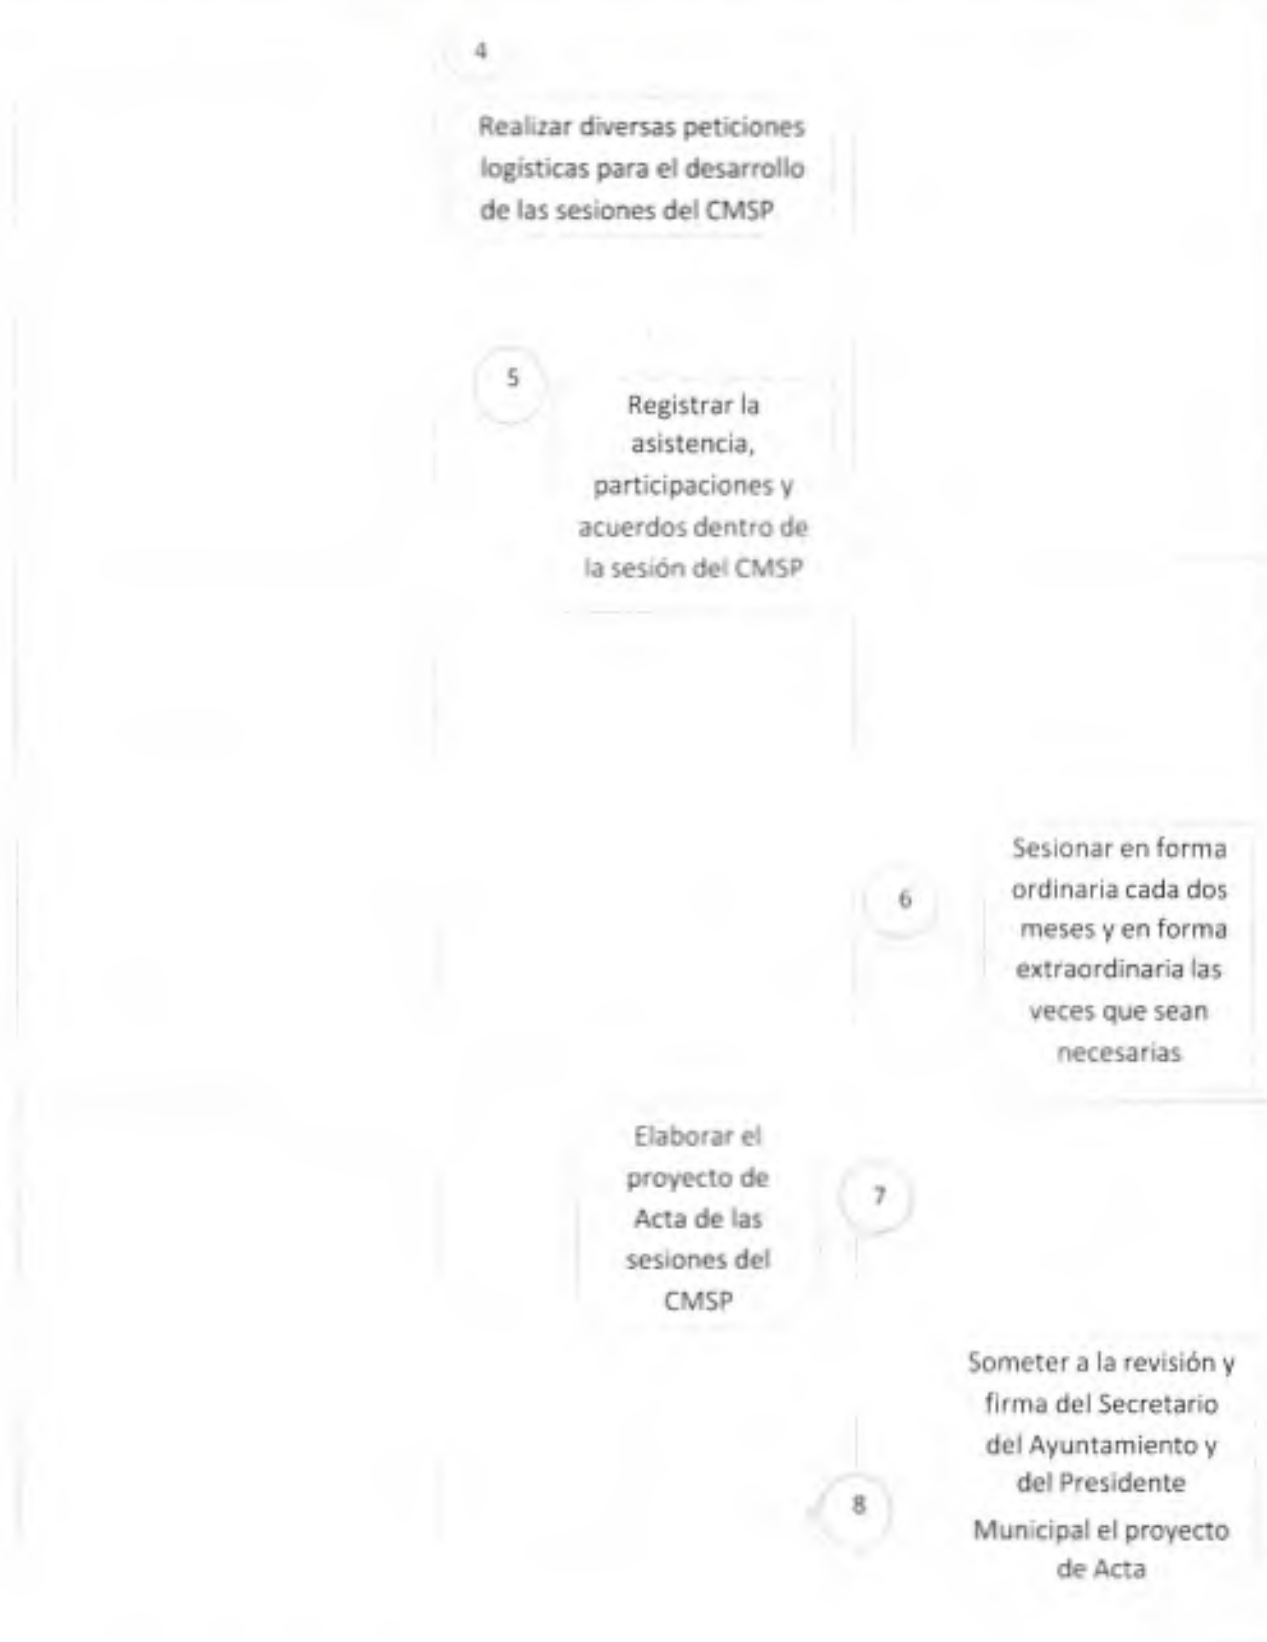 4
Realizar diversas peticiones
logísticas para el desarrollo
de las sesiones del CMSP
5
Registrar la
asistencia,
participaciones y
acuerdos dentro de
la sesión del CMSP
6
Sesionar en forma
ordinaria cada dos
meses y en forma
extraordinaria las
veces que sean
necesarias
7
Elaborar el
proyecto de
Acta de las
sesiones del
CMSP
8
Someter a la revisión y
firma del Secretario
del Ayuntamiento y
del Presidente
Municipal el proyecto
de Acta